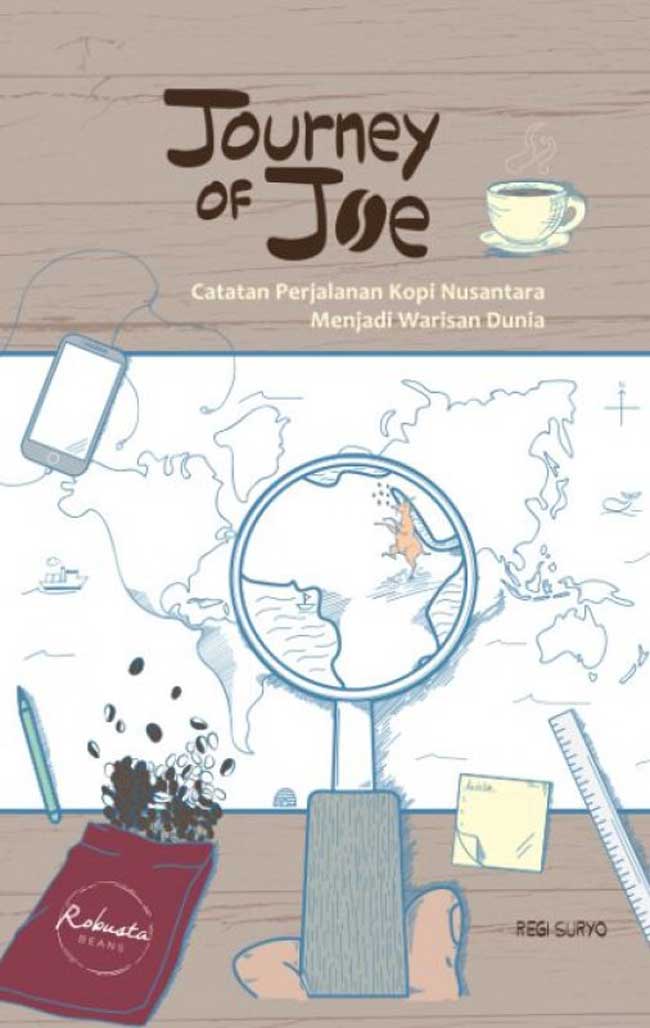 Journey
of Joe
Catatan Perjalanan Kopi Nusantara
Menjadi Warisan Dunia
N
Robusta
BEANS
REGI SURYO